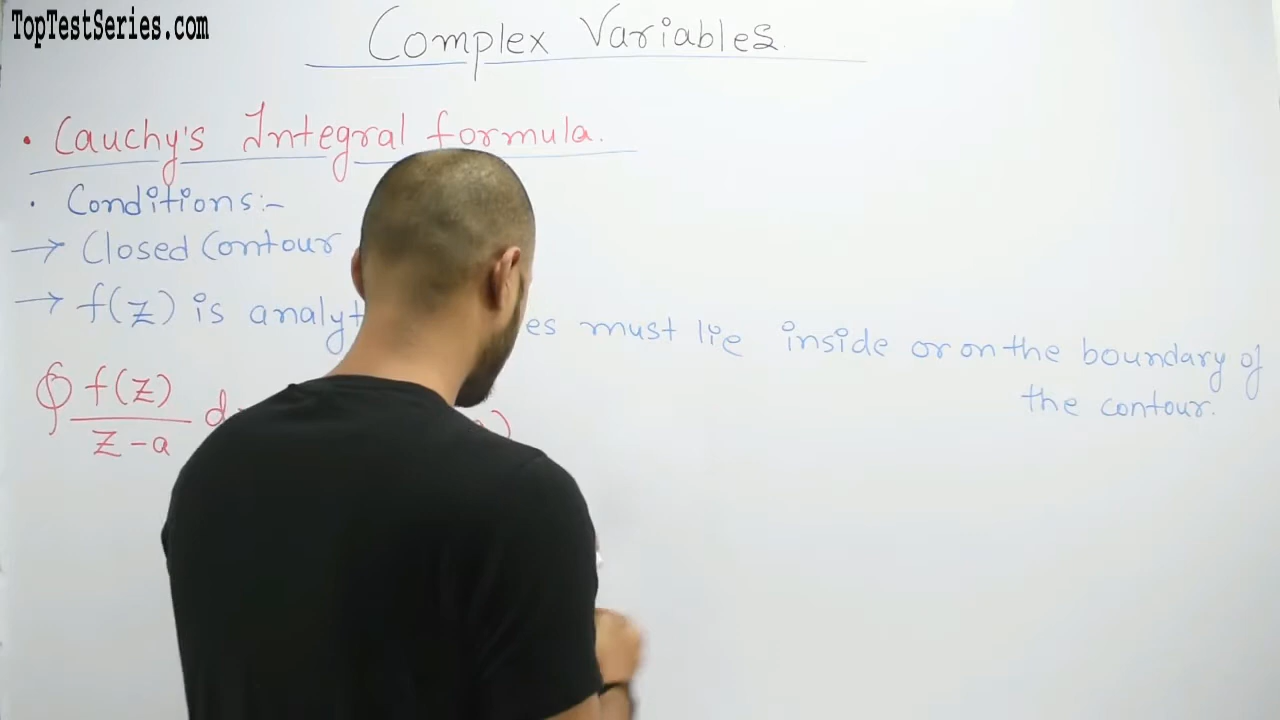 TopTestSeries.com
Complex Variables.
• Cauchy's Integral formula.
• Conditions:-
→ Closed Contour
→ f(z) is analyt es must lie inside or on the boundary of
the contour.
∮ f(z)/z-a d a)